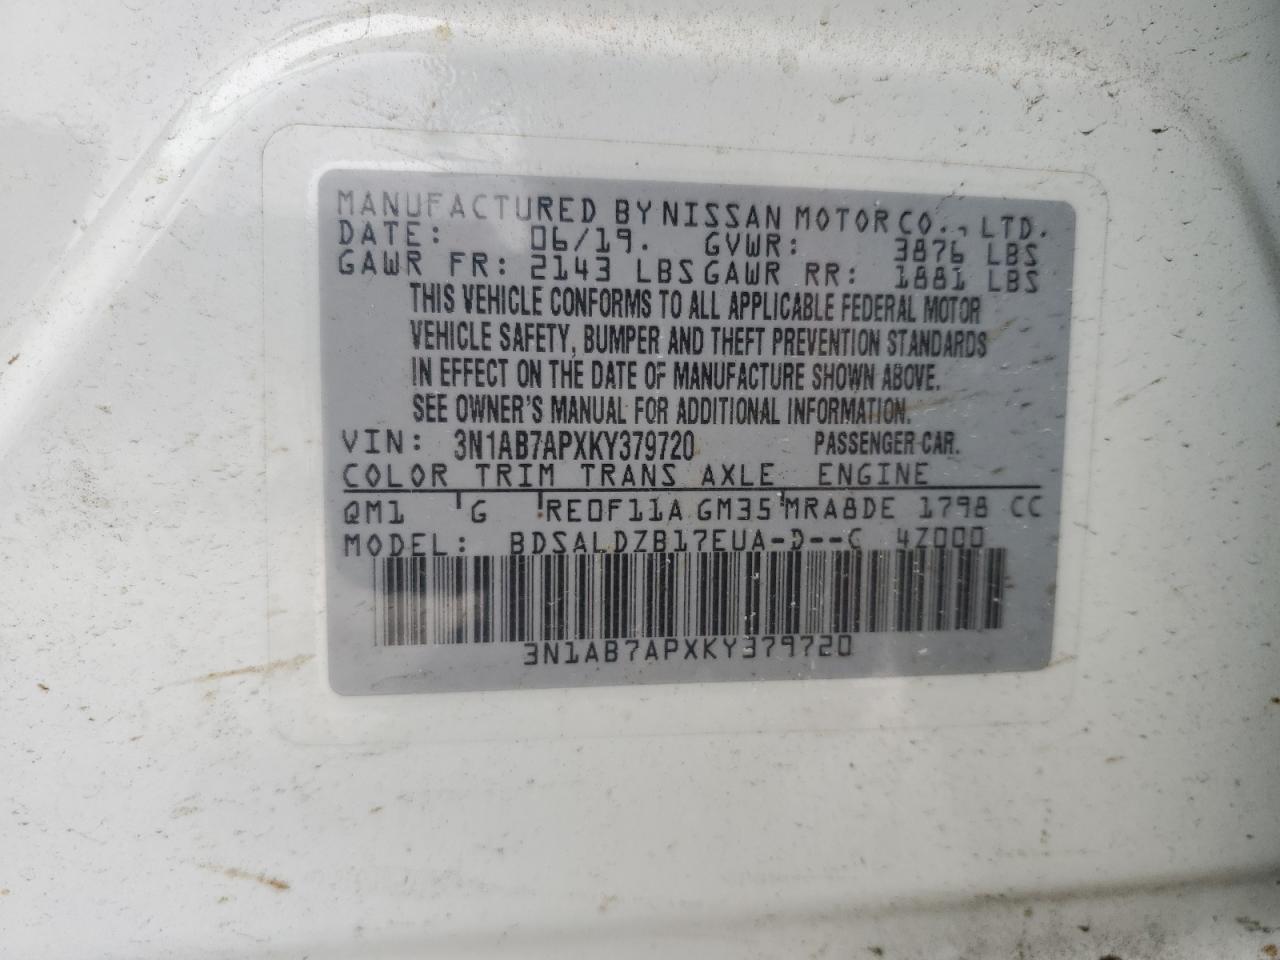 MANUFACTURED BY NISSAN MOTOR CO., LTD.
DATE: 06/19. GVWR: 3876 LBS
GAWR FR: 2143 LBS GAWR RR: 1881 LBS
THIS VEHICLE CONFORMS TO ALL APPLICABLE FEDERAL MOTOR
VEHICLE SAFETY, BUMPER AND THEFT PREVENTION STANDARDS
IN EFFECT ON THE DATE OF MANUFACTURE SHOWN ABOVE.
SEE OWNER'S MANUAL FOR ADDITIONAL INFORMATION.
VIN: 3N1AB7APXKY379720 PASSENGER CAR.
COLOR TRIM TRANS AXLE ENGINE
QM1 G RE0F11A GM35 MRA8DE 1798 CC
MODEL: BDSALDZB17EUA-D--C 4Z000
3N1AB7APXKY379720